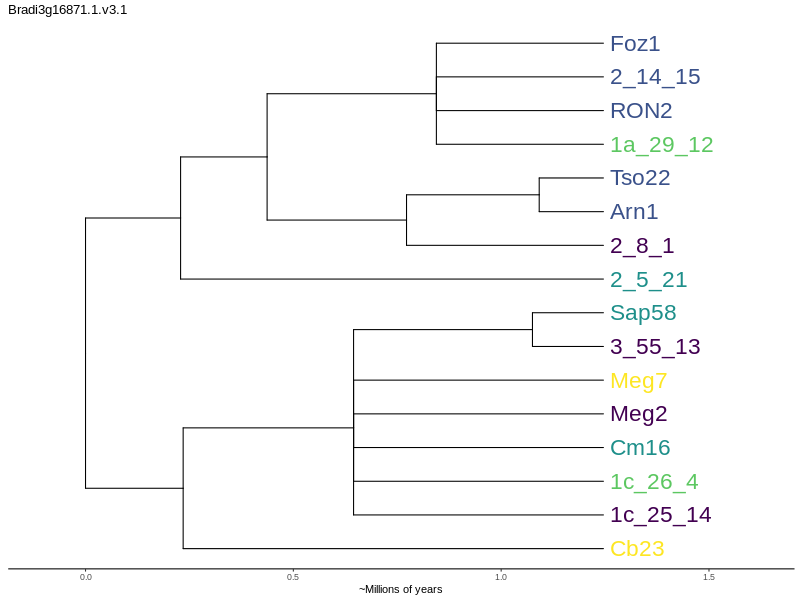 Bradi3g16871.1.v3.1
Foz1
2_14_15
RON2
1a_29_12
Tso22
Arn1
2_8_1
2_5_21
Sap58
3_55_13
Meg7
Meg2
Cm16
1c_26_4
1c_25_14
Cb23
0.0 0.5 1.0 1.5
~Millions of years